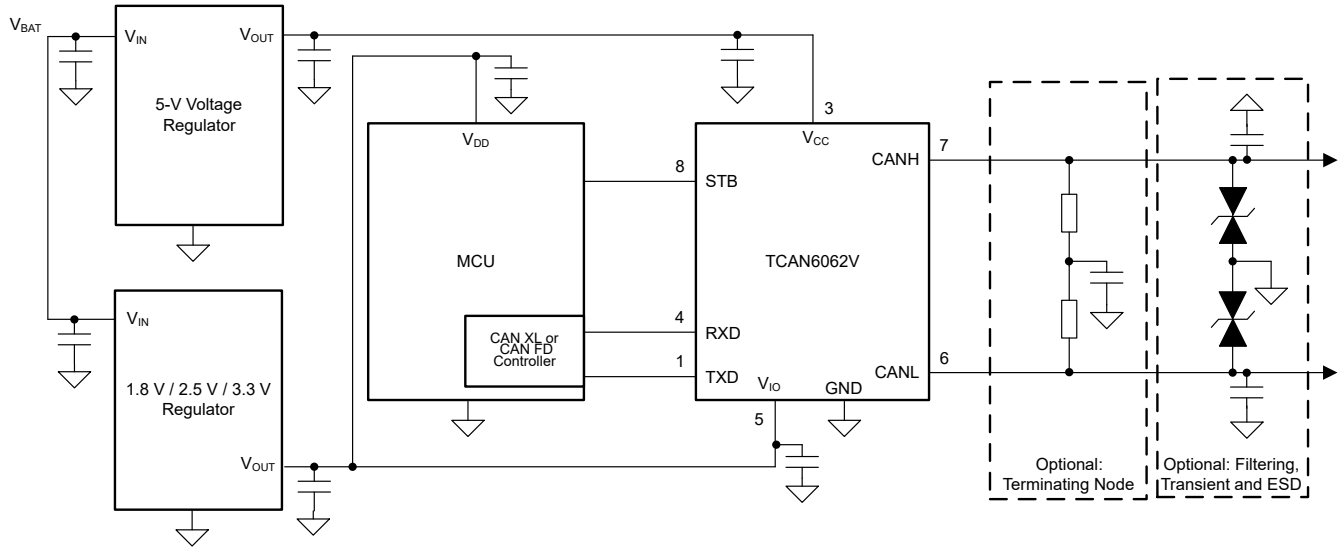 VBAT
VIN
VOUT
5-V Voltage
Regulator
VIN
1.8 V / 2.5 V / 3.3 V
Regulator
VOUT
VDD
MCU
CAN XL or
CAN FD
Controller
8
4
1
3
VCC
STB
TCAN6062V
RXD
TXD
VIO
5
GND
CANH
7
CANL
6
Optional:
Terminating Node
Optional: Filtering,
Transient and ESD